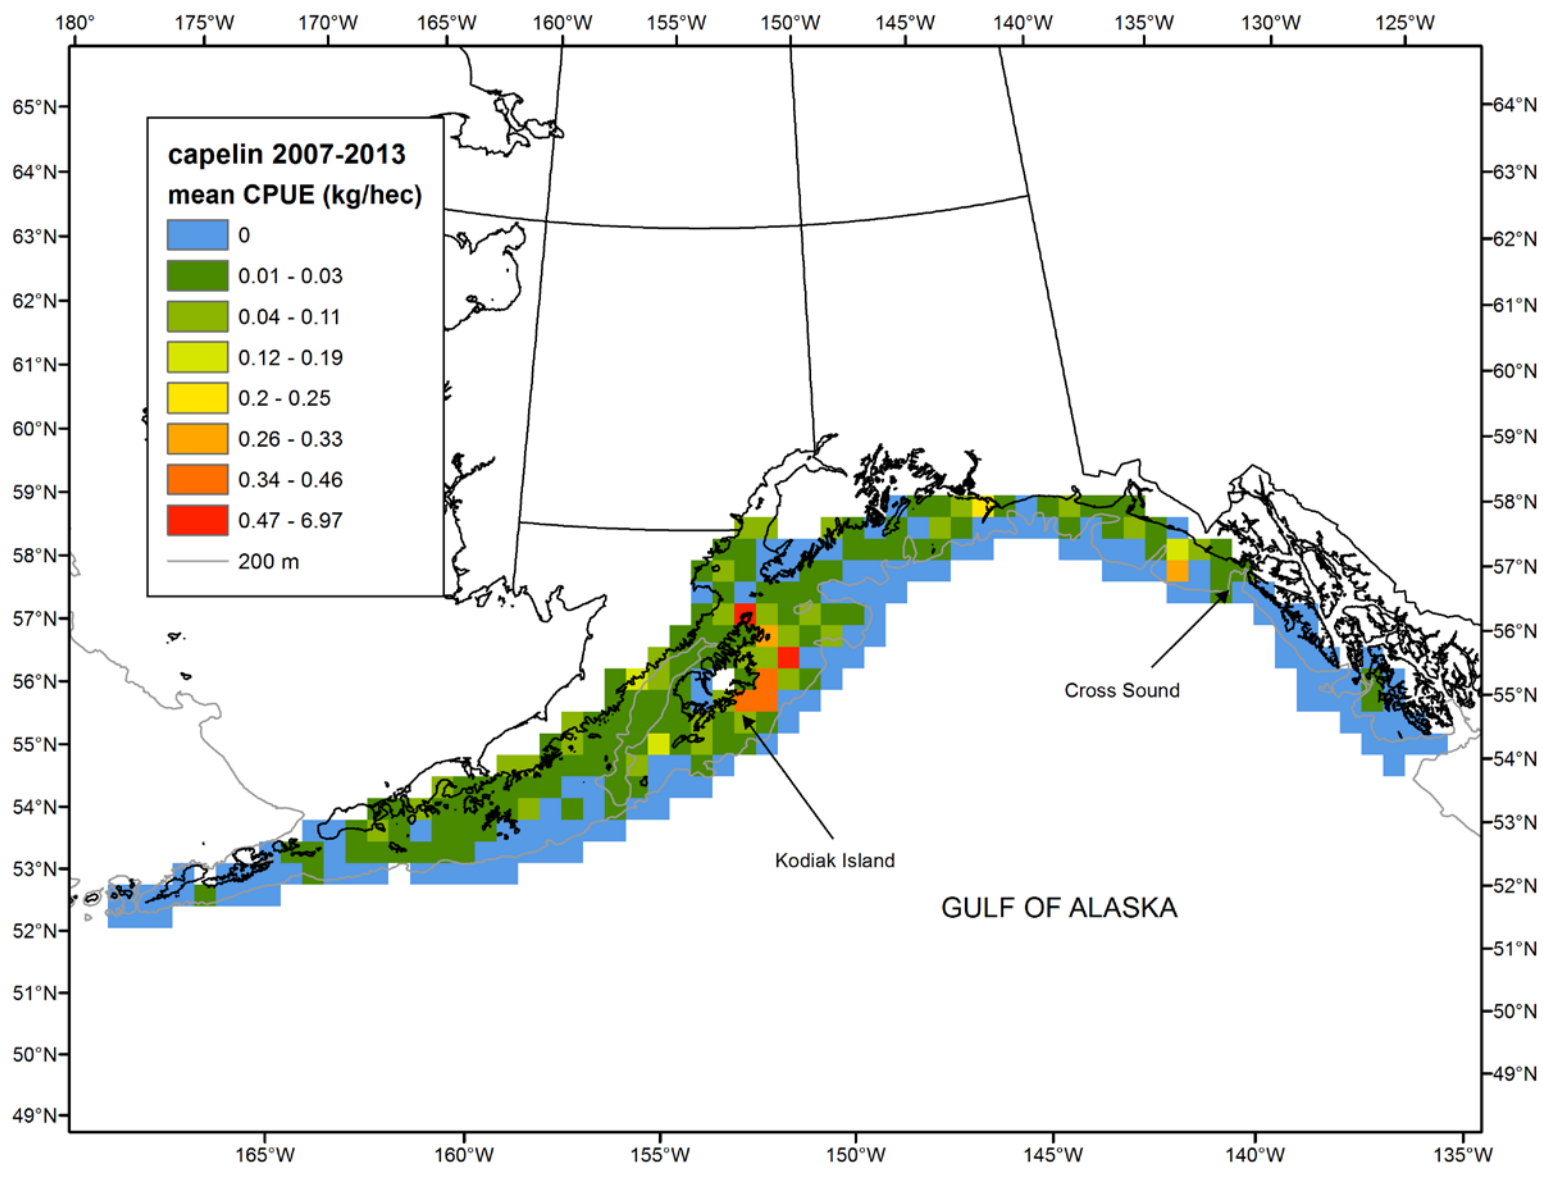 180° 175°W 170°W 165°W 160°W 155°W 150°W 145°W 140°W 135°W 130°W 125°W
65°N
64°N
63°N
62°N
61°N
60°N
59°N
58°N
57°N
56°N
55°N
54°N
53°N
52°N
51°N
50°N
49°N
capelin 2007-2013
mean CPUE (kg/hec)
0
0.01 - 0.03
0.04 - 0.11
0.12 - 0.19
0.2 - 0.25
0.26 - 0.33
0.34 - 0.46
0.47 - 6.97
200 m
Cross Sound
Kodiak Island
GULF OF ALASKA
64°N
63°N
62°N
61°N
60°N
59°N
58°N
57°N
56°N
55°N
54°N
53°N
52°N
51°N
50°N
49°N
165°W 160°W 155°W 150°W 145°W 140°W 135°W